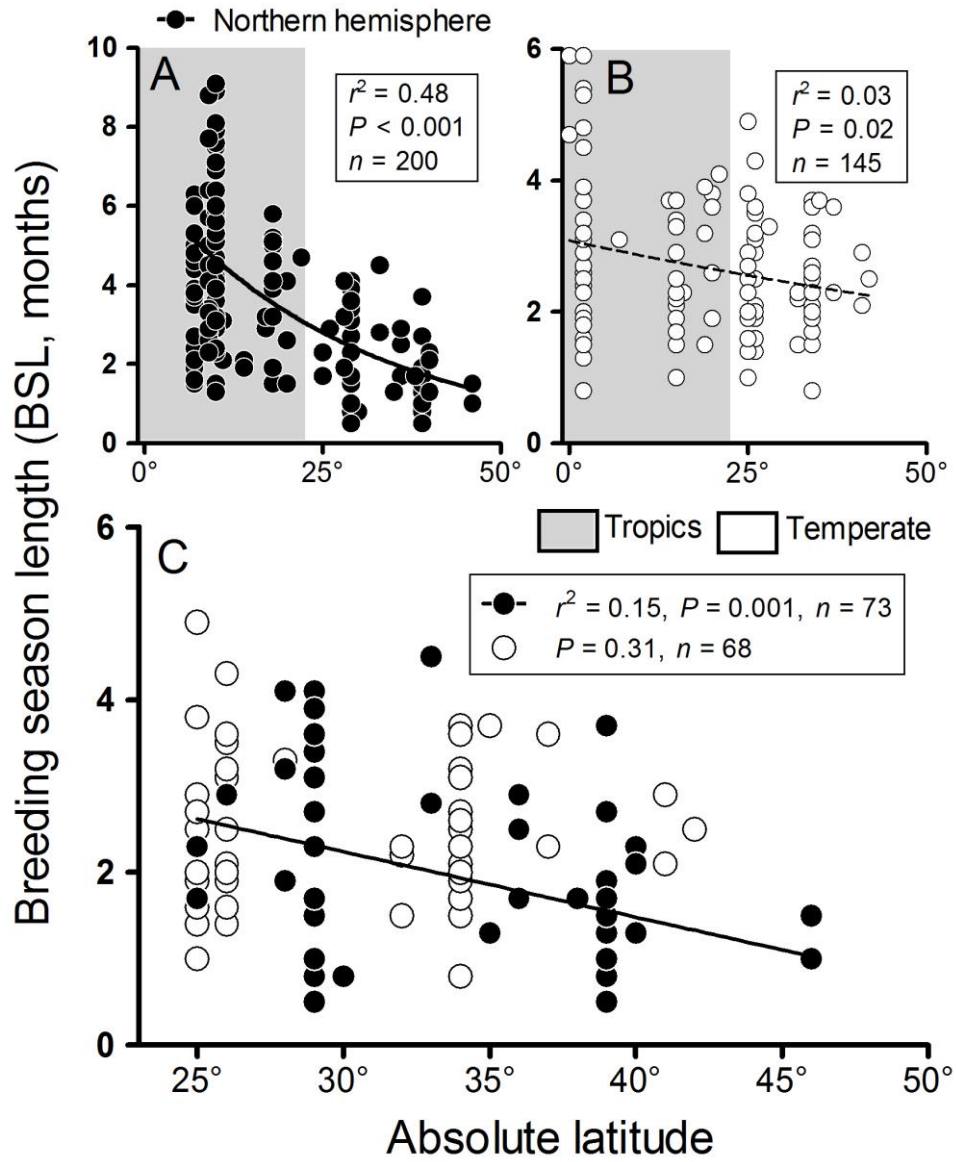 Northern hemisphere
A
r² = 0.48
P < 0.001
n = 200
10
8
6
4
2
0
0°
25°
50°
B
r² = 0.03
P = 0.02
n = 145
6
4
2
0
0°
25°
50°
Tropics
Temperate
C
r² = 0.15, P = 0.001, n = 73
P = 0.31, n = 68
6
4
2
0
25°
30°
35°
40°
45°
50°
Breeding season length (BSL, months)
Absolute latitude